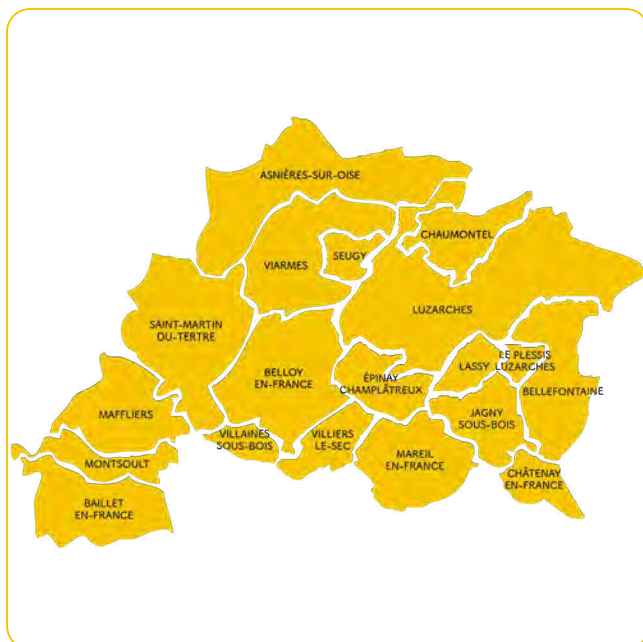 ASNIÈRES-SUR-OISE
CHAUMONTEL
SEUGY
VIARMES
LUZARCHES
SAINT-MARTIN
DU-TERTRE
LE PLESSIS
LUZARCHES
LASSY
BELLOY
EN-FRANCE
ÉPINAY
CHAMPLÂTREUX
BELLEFONTAINE
MAFFLIERS
JAGNY
SOUS-BOIS
VILLAINES
SOUS-BOIS
VILLIERS
LE-SEC
MAREIL
EN-FRANCE
MONTSOULT
CHÂTENAY
EN-FRANCE
BAILLET
EN-FRANCE